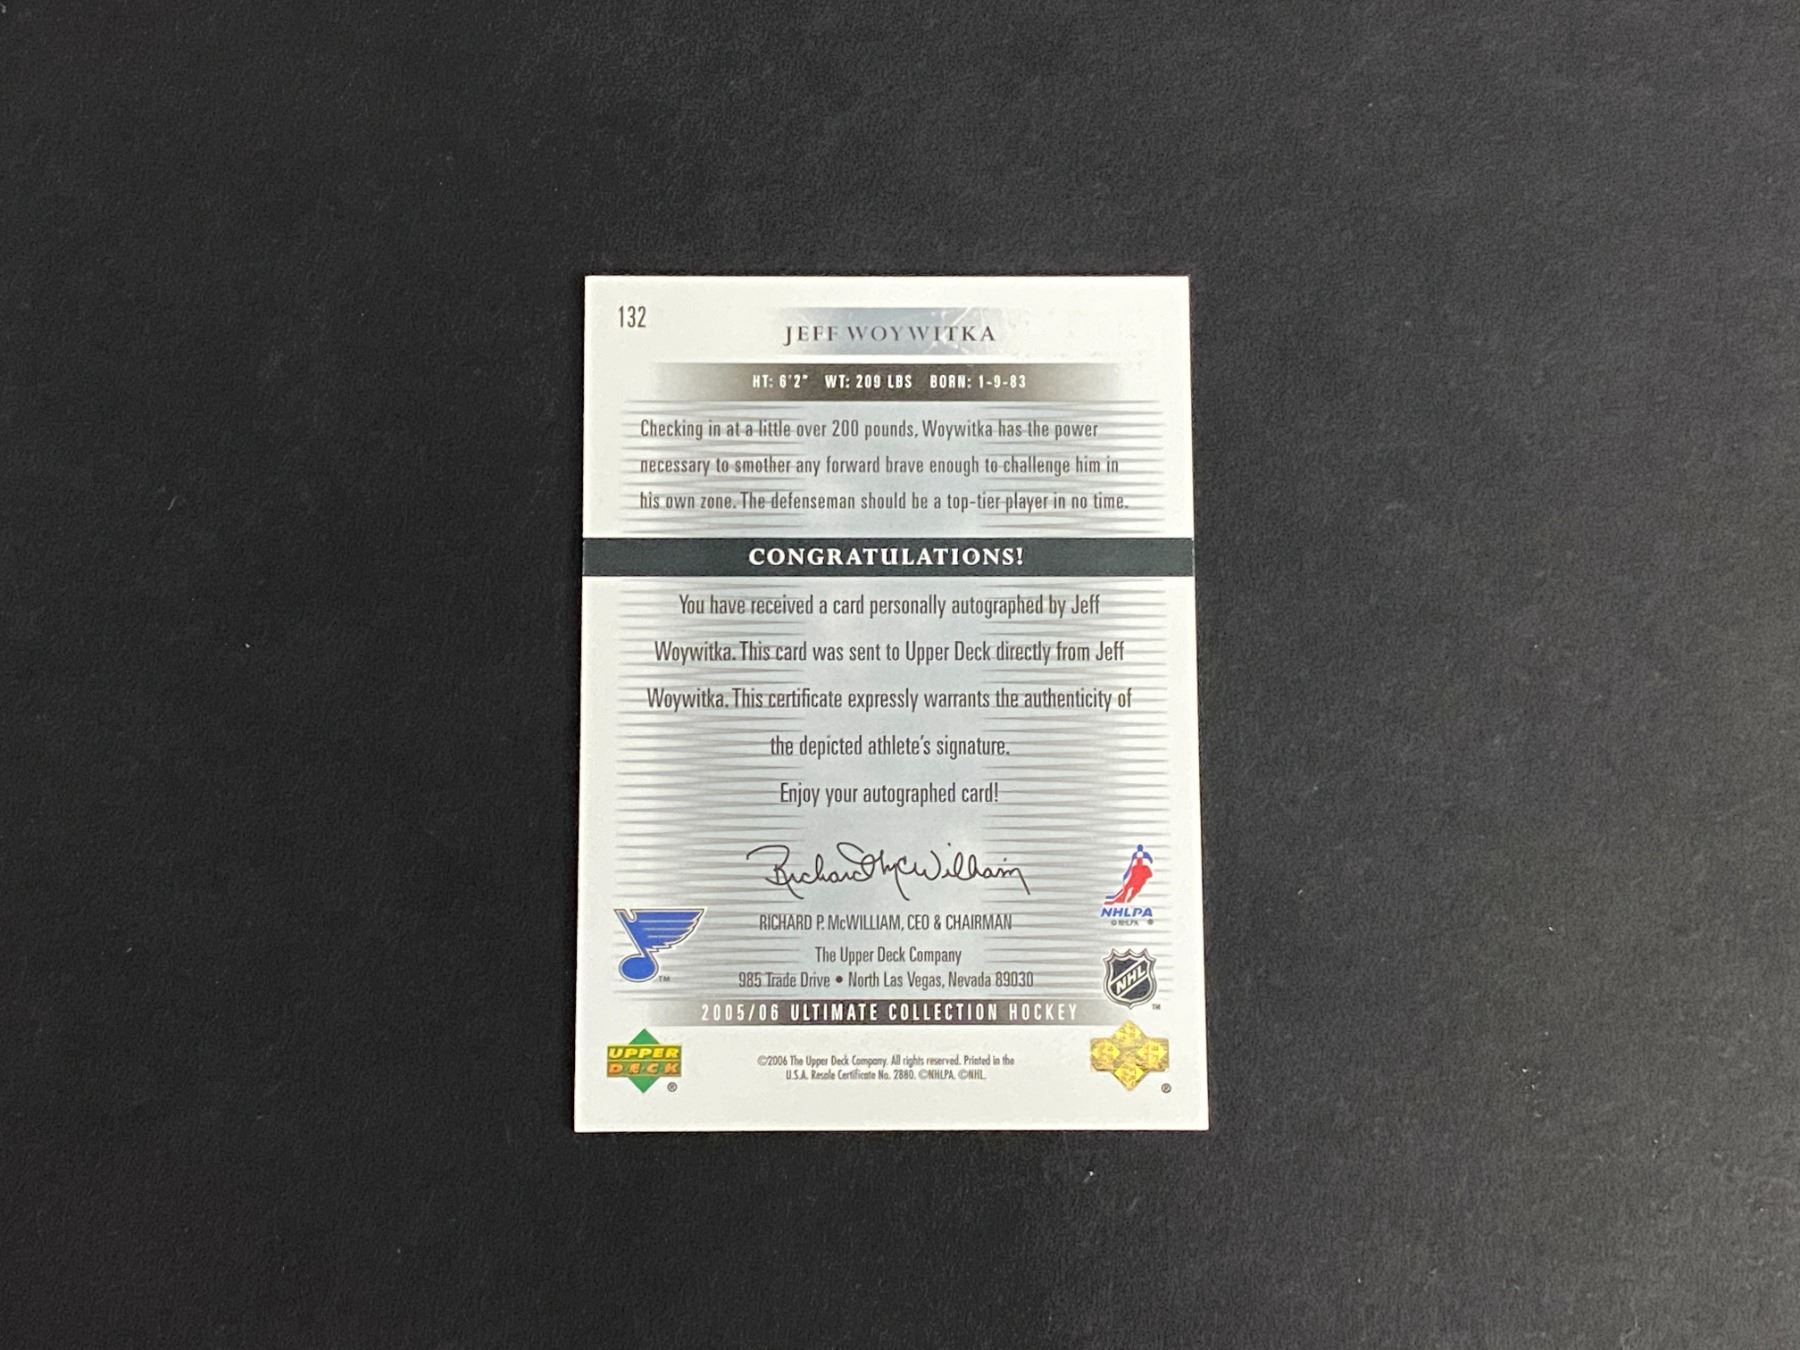 132
JEFF WOYWITKA
HT: 6'2" WT: 209 LBS BORN: 1-9-83
Checking in at a little over 200 pounds, Woywitka has the power
necessary to smother any forward brave enough to challenge him in
his own zone. The defenseman should be a top-tier player in no time.
CONGRATULATIONS!
You have received a card personally autographed by Jeff
Woywitka. This card was sent to Upper Deck directly from Jeff
Woywitka. This certificate expressly warrants the authenticity of
the depicted athlete's signature.
Enjoy your autographed card!
Richard McWilliam
RICHARD P. McWILLIAM, CEO & CHAIRMAN
The Upper Deck Company
985 Trade Drive • North Las Vegas, Nevada 89030
NHLPA
© NHLPA ®
TM
NHL
TM
2005/06 ULTIMATE COLLECTION HOCKEY
UPPER
DECK
®
©2006 The Upper Deck Company. All rights reserved. Printed in the
U.S.A. Resale Certificate No. 2880. ©NHLPA. ©NHL.
®